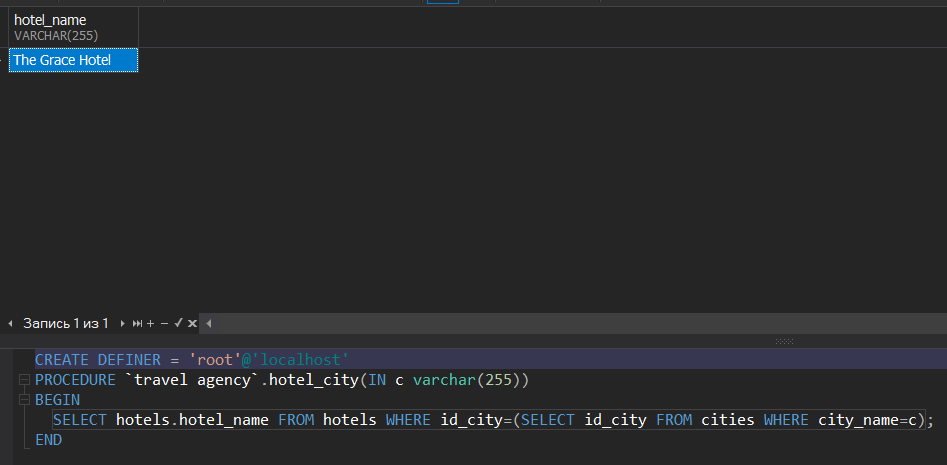 hotel_name
VARCHAR(255)
The Grace Hotel
Запись 1 из 1
CREATE DEFINER = 'root'@'localhost'
PROCEDURE `travel agency`.hotel_city(IN c varchar(255))
BEGIN
SELECT hotels.hotel_name FROM hotels WHERE id_city=(SELECT id_city FROM cities WHERE city_name=c);
END